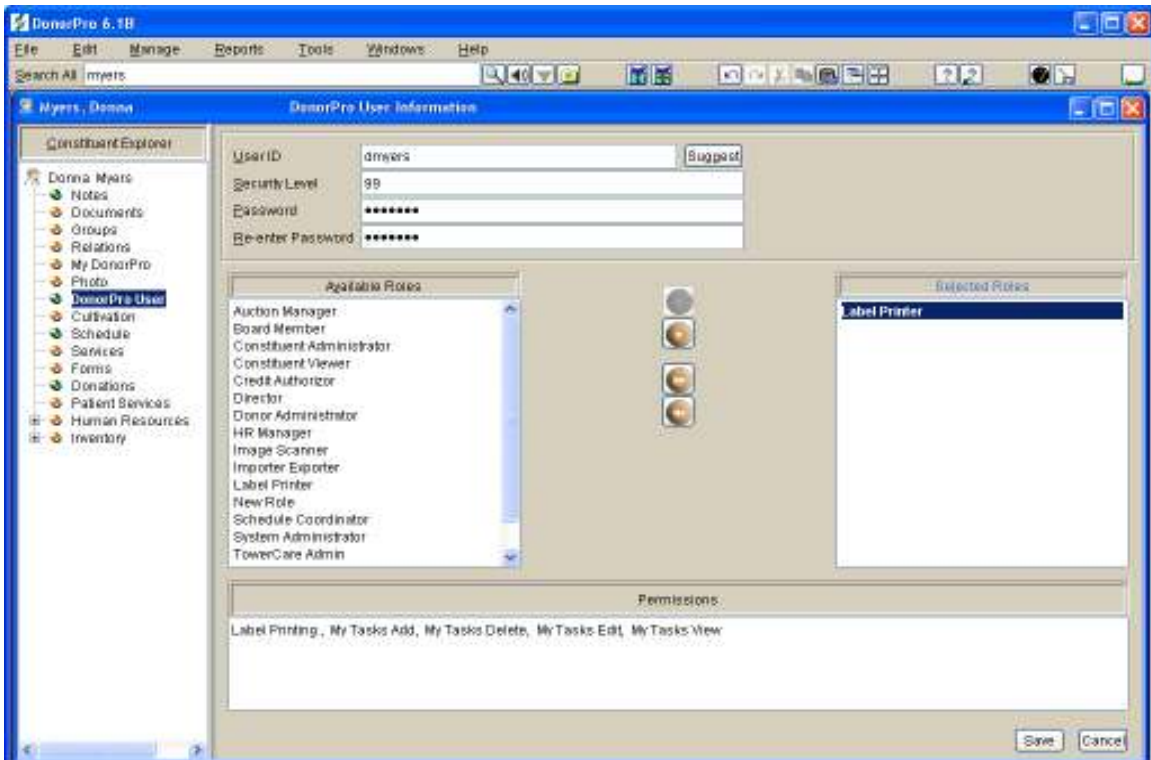 DonorPro 6.1B
File Edit Manage Reports Tools Windows Help
Search All myers
Myers, Donna DonorPro User Information
Constituent Explorer
Donna Myers
Notes
Documents
Groups
Relations
My DonorPro
Photo
DonorPro User
Cultivation
Schedule
Services
Forms
Donations
Patient Services
Human Resources
Inventory
User ID dmyers Suggest
Security Level 99
Password •••••••
Re-enter Password •••••••
Available Roles
Auction Manager
Board Member
Constituent Administrator
Constituent Viewer
Credit Authorizor
Director
Donor Administrator
HR Manager
Image Scanner
Importer Exporter
Label Printer
New Role
Schedule Coordinator
System Administrator
TowerCare Admin
Selected Roles
Label Printer
Permissions
Label Printing:, My Tasks Add, My Tasks Delete, My Tasks Edit, My Tasks View
Save Cancel